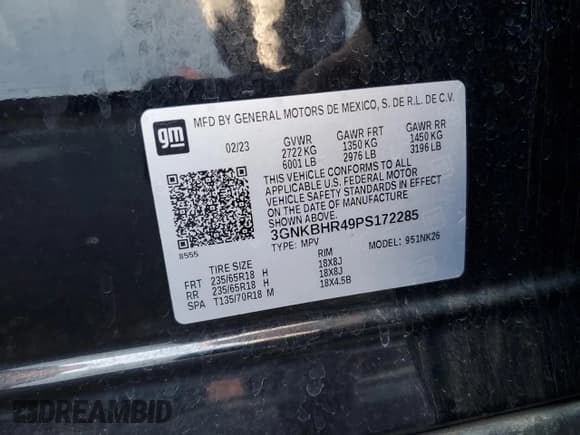 gm
MFD BY GENERAL MOTORS DE MEXICO, S. DE R.L. DE C.V.
02/23 GVWR GAWR FRT GAWR RR
2722 KG 1350 KG 1450 KG
6001 LB 2976 LB 3196 LB
THIS VEHICLE CONFORMS TO ALL
APPLICABLE U.S. FEDERAL MOTOR
VEHICLE SAFETY STANDARDS IN EFFECT
ON THE DATE OF MANUFACTURE
SHOWN ABOVE.
3GNKBHR49PS172285
TYPE: MPV MODEL: 951NK26
8555
TIRE SIZE RIM
FRT 235/65R18 H 18X8J
RR 235/65R18 H 18X8J
SPA T135/70R18 M 18X4.5B
DREAMBID